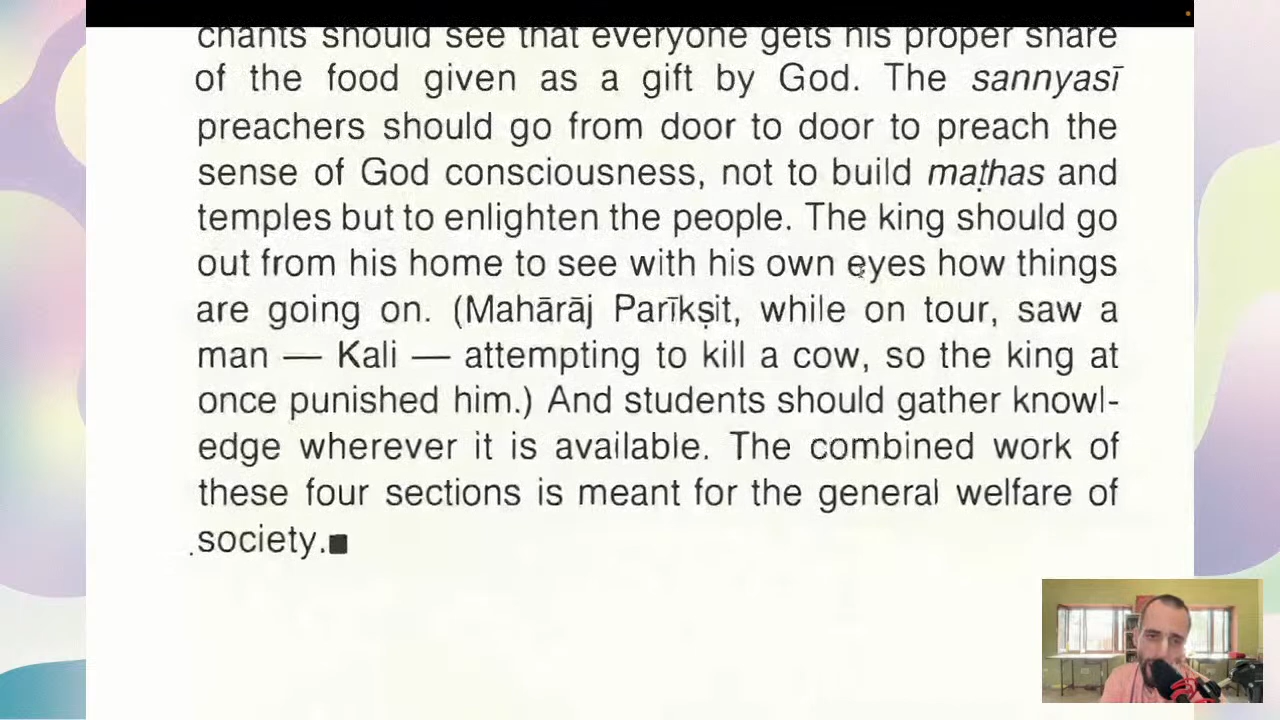 chants should see that everyone gets his proper share
of the food given as a gift by God. The sannyasī
preachers should go from door to door to preach the
sense of God consciousness, not to build maṭhas and
temples but to enlighten the people. The king should go
out from his home to see with his own eyes how things
are going on. (Mahārāj Parīkṣit, while on tour, saw a
man — Kali — attempting to kill a cow, so the king at
once punished him.) And students should gather knowl-
edge wherever it is available. The combined work of
these four sections is meant for the general welfare of
society.■